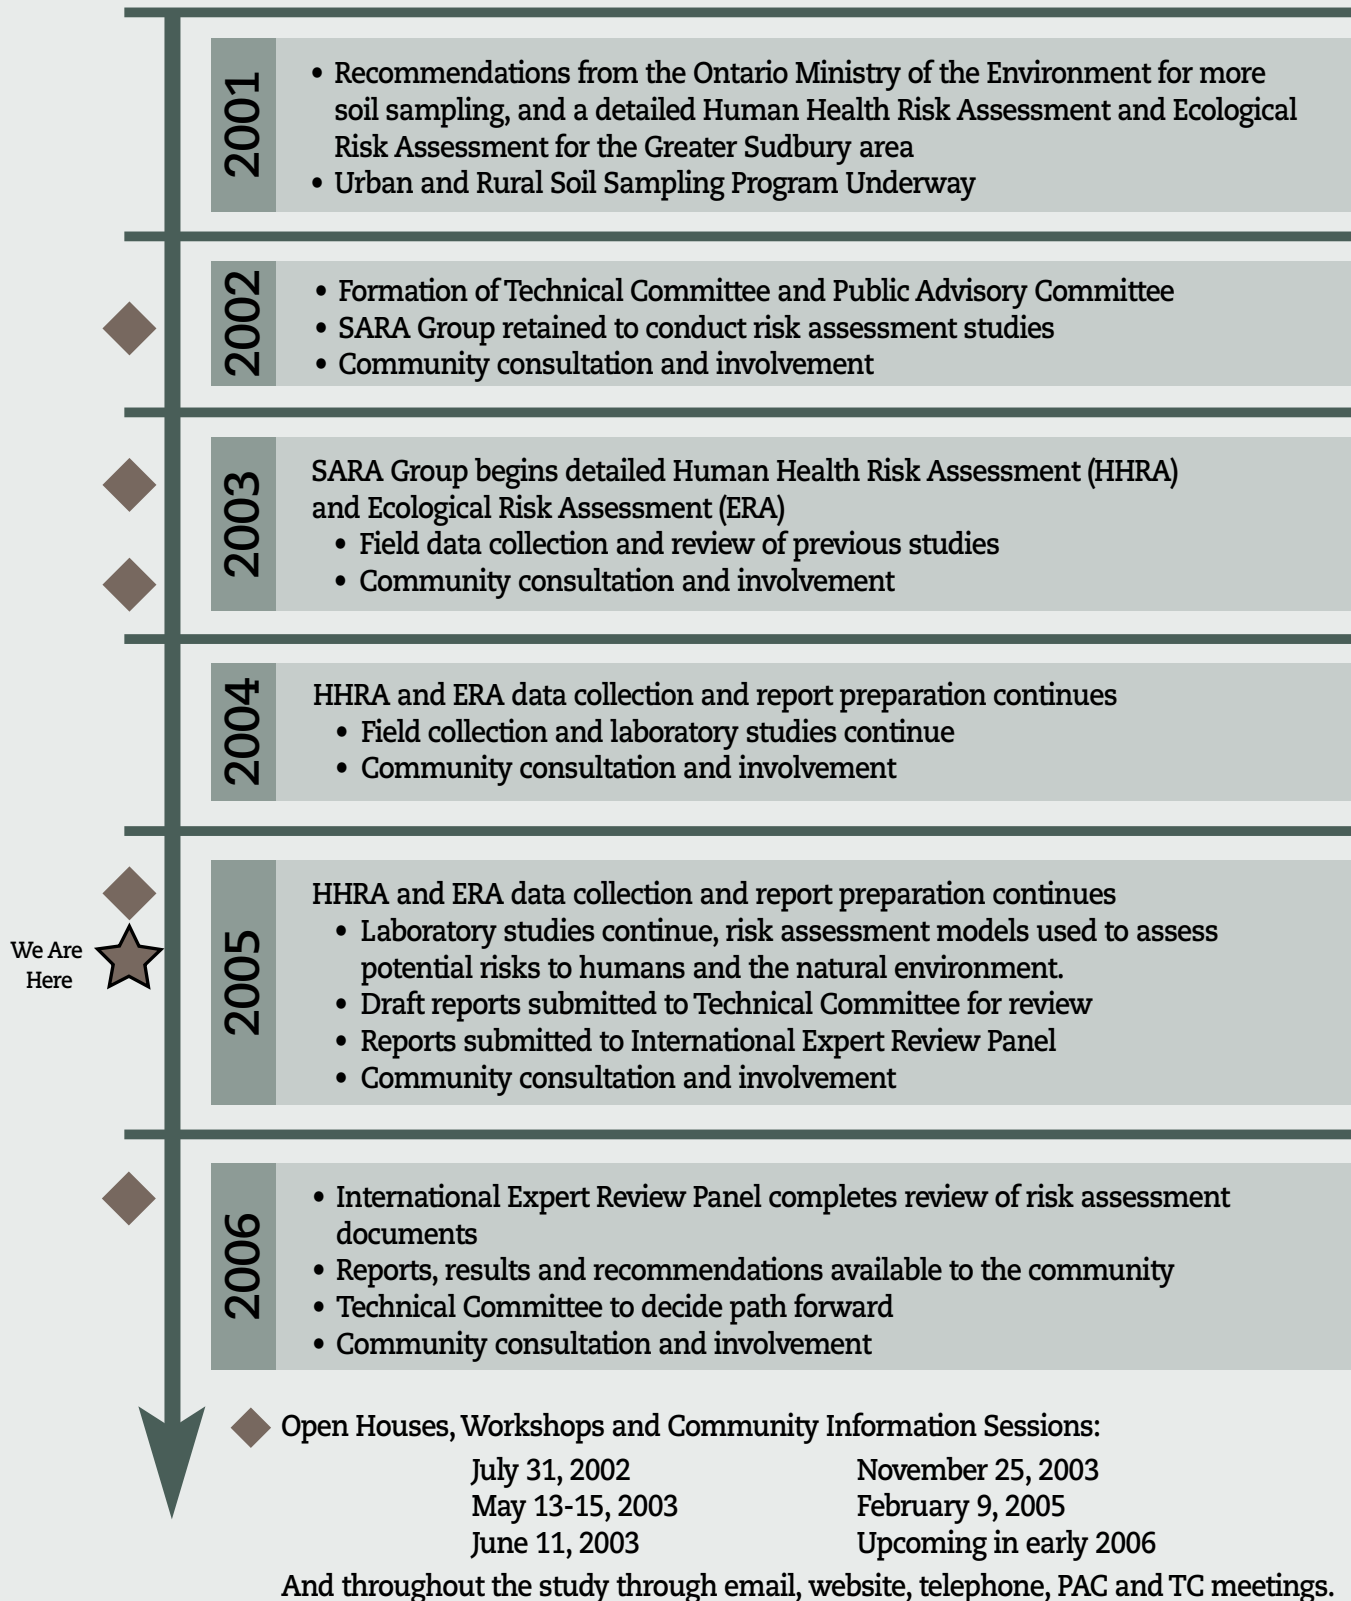 2001
• Recommendations from the Ontario Ministry of the Environment for more
soil sampling, and a detailed Human Health Risk Assessment and Ecological
Risk Assessment for the Greater Sudbury area
• Urban and Rural Soil Sampling Program Underway
2002
• Formation of Technical Committee and Public Advisory Committee
• SARA Group retained to conduct risk assessment studies
• Community consultation and involvement
2003
SARA Group begins detailed Human Health Risk Assessment (HHRA)
and Ecological Risk Assessment (ERA)
• Field data collection and review of previous studies
• Community consultation and involvement
2004
HHRA and ERA data collection and report preparation continues
• Field collection and laboratory studies continue
• Community consultation and involvement
We Are
Here
2005
HHRA and ERA data collection and report preparation continues
• Laboratory studies continue, risk assessment models used to assess
potential risks to humans and the natural environment.
• Draft reports submitted to Technical Committee for review
• Reports submitted to International Expert Review Panel
• Community consultation and involvement
2006
• International Expert Review Panel completes review of risk assessment
documents
• Reports, results and recommendations available to the community
• Technical Committee to decide path forward
• Community consultation and involvement
Open Houses, Workshops and Community Information Sessions:
July 31, 2002
May 13-15, 2003
June 11, 2003
November 25, 2003
February 9, 2005
Upcoming in early 2006
And throughout the study through email, website, telephone, PAC and TC meetings.